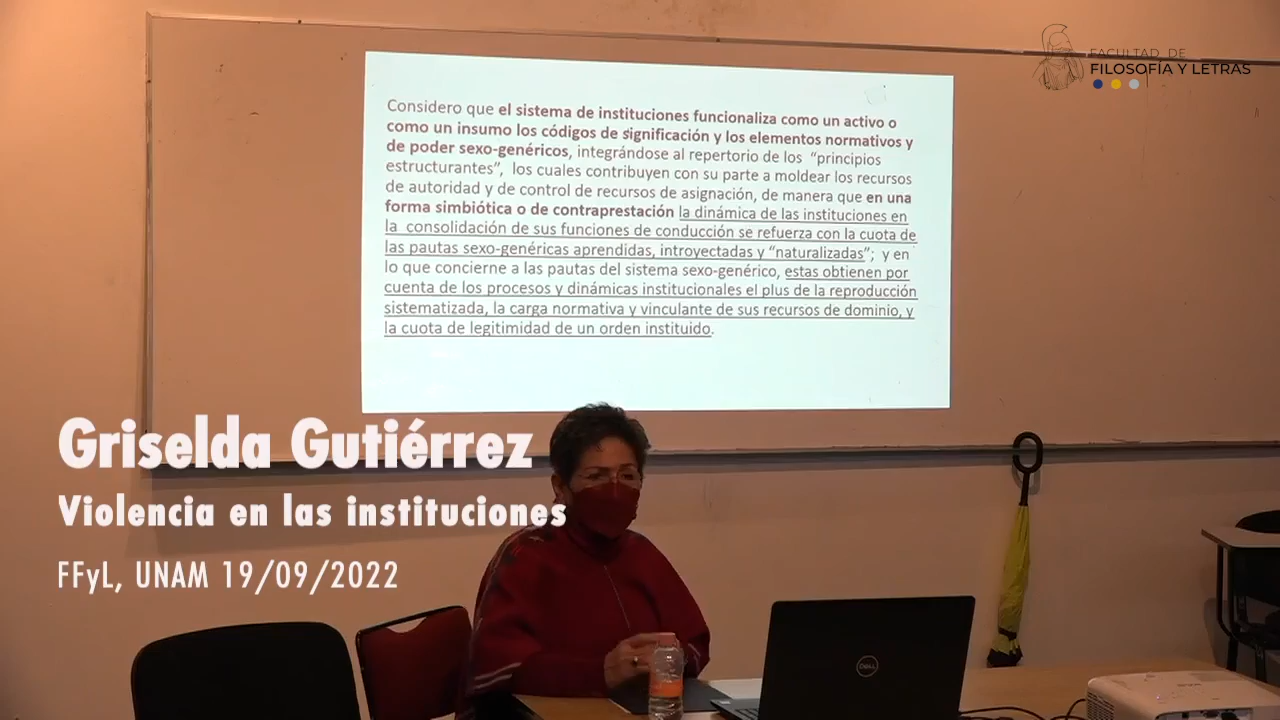 FACULTAD DE
FILOSOFÍA Y LETRAS
Considero que el sistema de instituciones funcionaliza como un activo o
como un insumo los códigos de significación y los elementos normativos y
de poder sexo-genéricos, integrándose al repertorio de los “principios
estructurantes”, los cuales contribuyen con su parte a moldear los recursos
de autoridad y de control de recursos de asignación, de manera que en una
forma simbiótica o de contraprestación la dinámica de las instituciones en
la consolidación de sus funciones de conducción se refuerza con la cuota de
las pautas sexo-genéricas aprendidas, introyectadas y “naturalizadas”; y en
lo que concierne a las pautas del sistema sexo-genérico, estas obtienen por
cuenta de los procesos y dinámicas institucionales el plus de la reproducción
sistematizada, la carga normativa y vinculante de sus recursos de dominio, y
la cuota de legitimidad de un orden instituido.
Griselda Gutiérrez
Violencia en las instituciones
FFyL, UNAM 19/09/2022
DELL